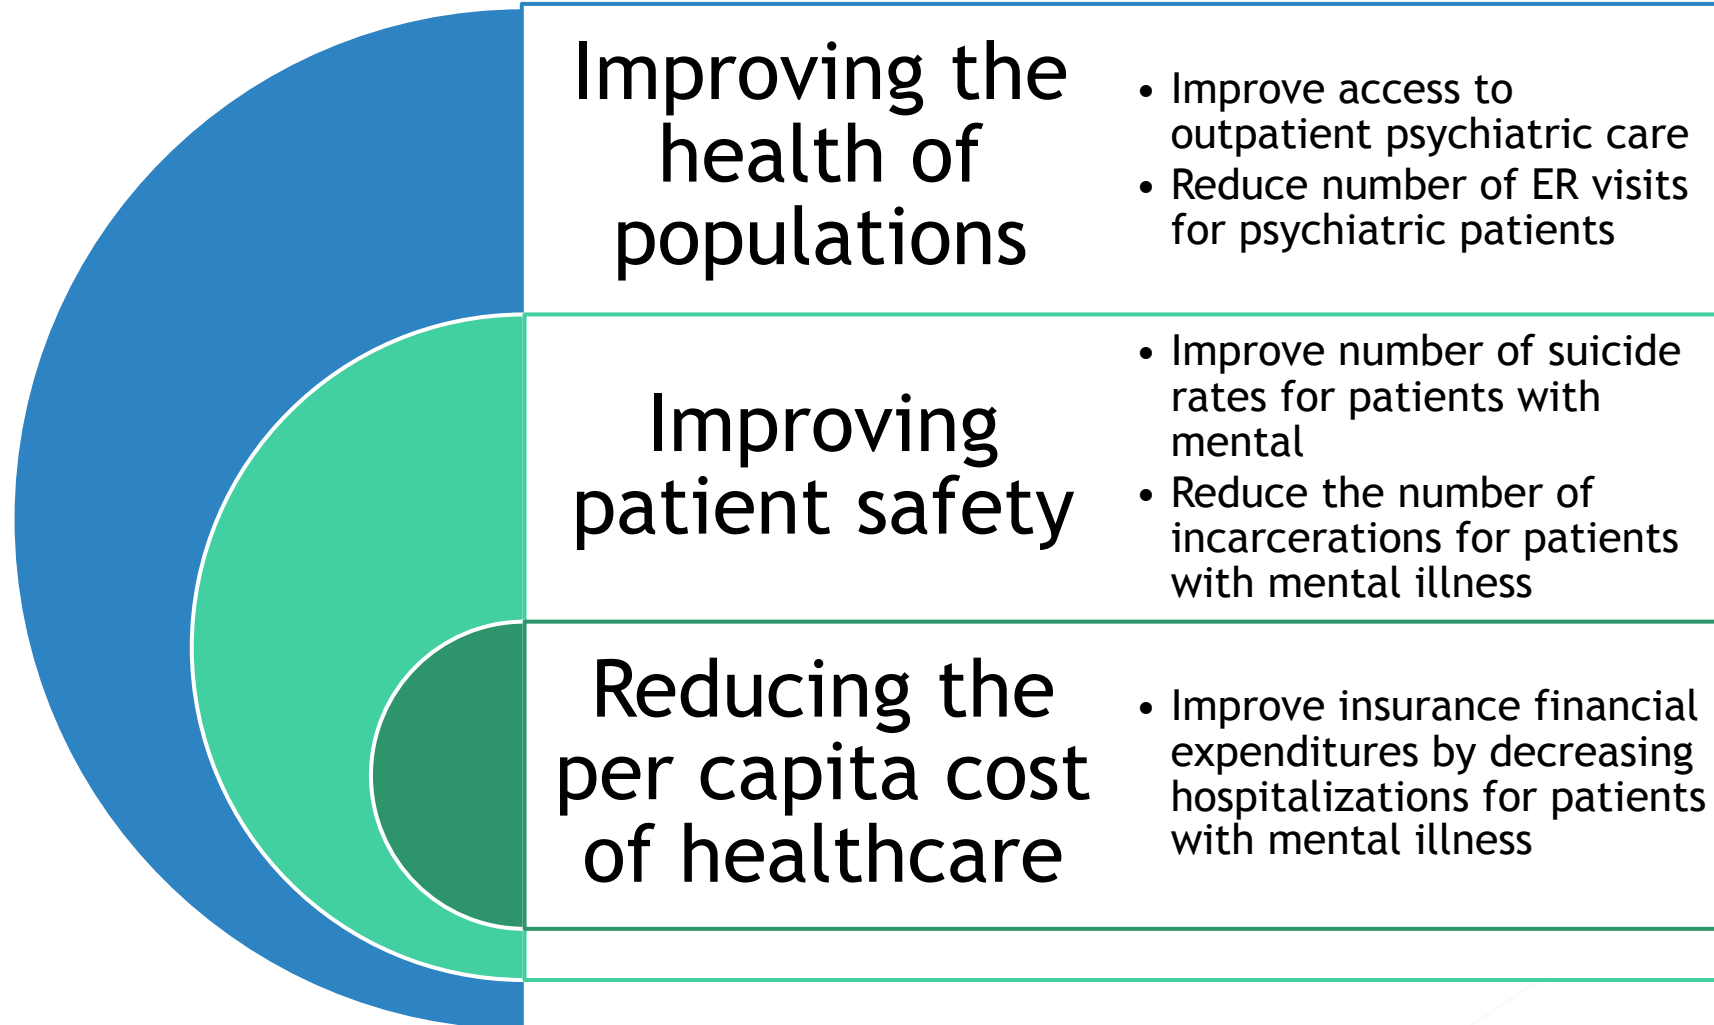 Improving the
health of
populations
• Improve access to
outpatient psychiatric care
• Reduce number of ER visits
for psychiatric patients
Improving
patient safety
• Improve number of suicide
rates for patients with
mental
• Reduce the number of
incarcerations for patients
with mental illness
Reducing the
per capita cost
of healthcare
• Improve insurance financial
expenditures by decreasing
hospitalizations for patients
with mental illness